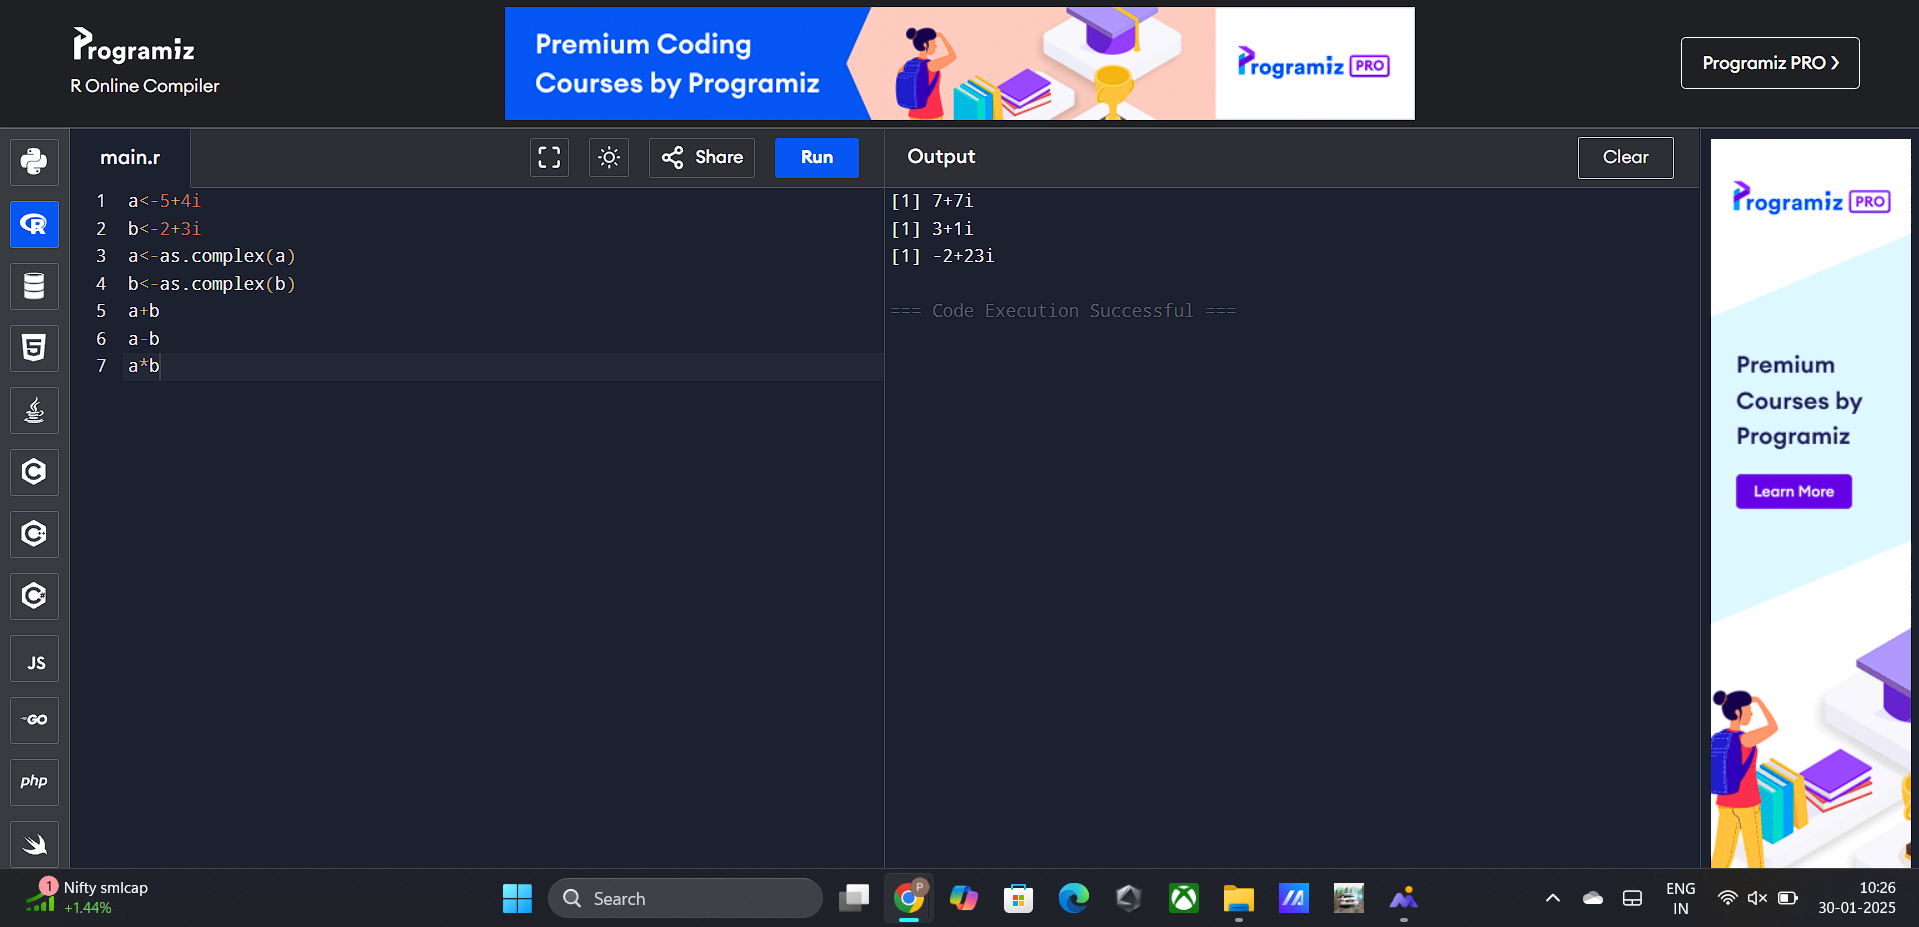 Programiz
R Online Compiler
Premium Coding
Courses by Programiz
Programiz PRO
Programiz PRO ❯
main.r
Share
Run
Output
Clear
1 a<-5+4i
2 b<-2+3i
3 a<-as.complex(a)
4 b<-as.complex(b)
5 a+b
6 a-b
7 a*b
[1] 7+7i
[1] 3+1i
[1] -2+23i
=== Code Execution Successful ===
JS
GO
php
Programiz PRO
Premium
Courses by
Programiz
Learn More
1
Nifty smlcap
+1.44%
Search
P
ENG
IN
10:26
30-01-2025